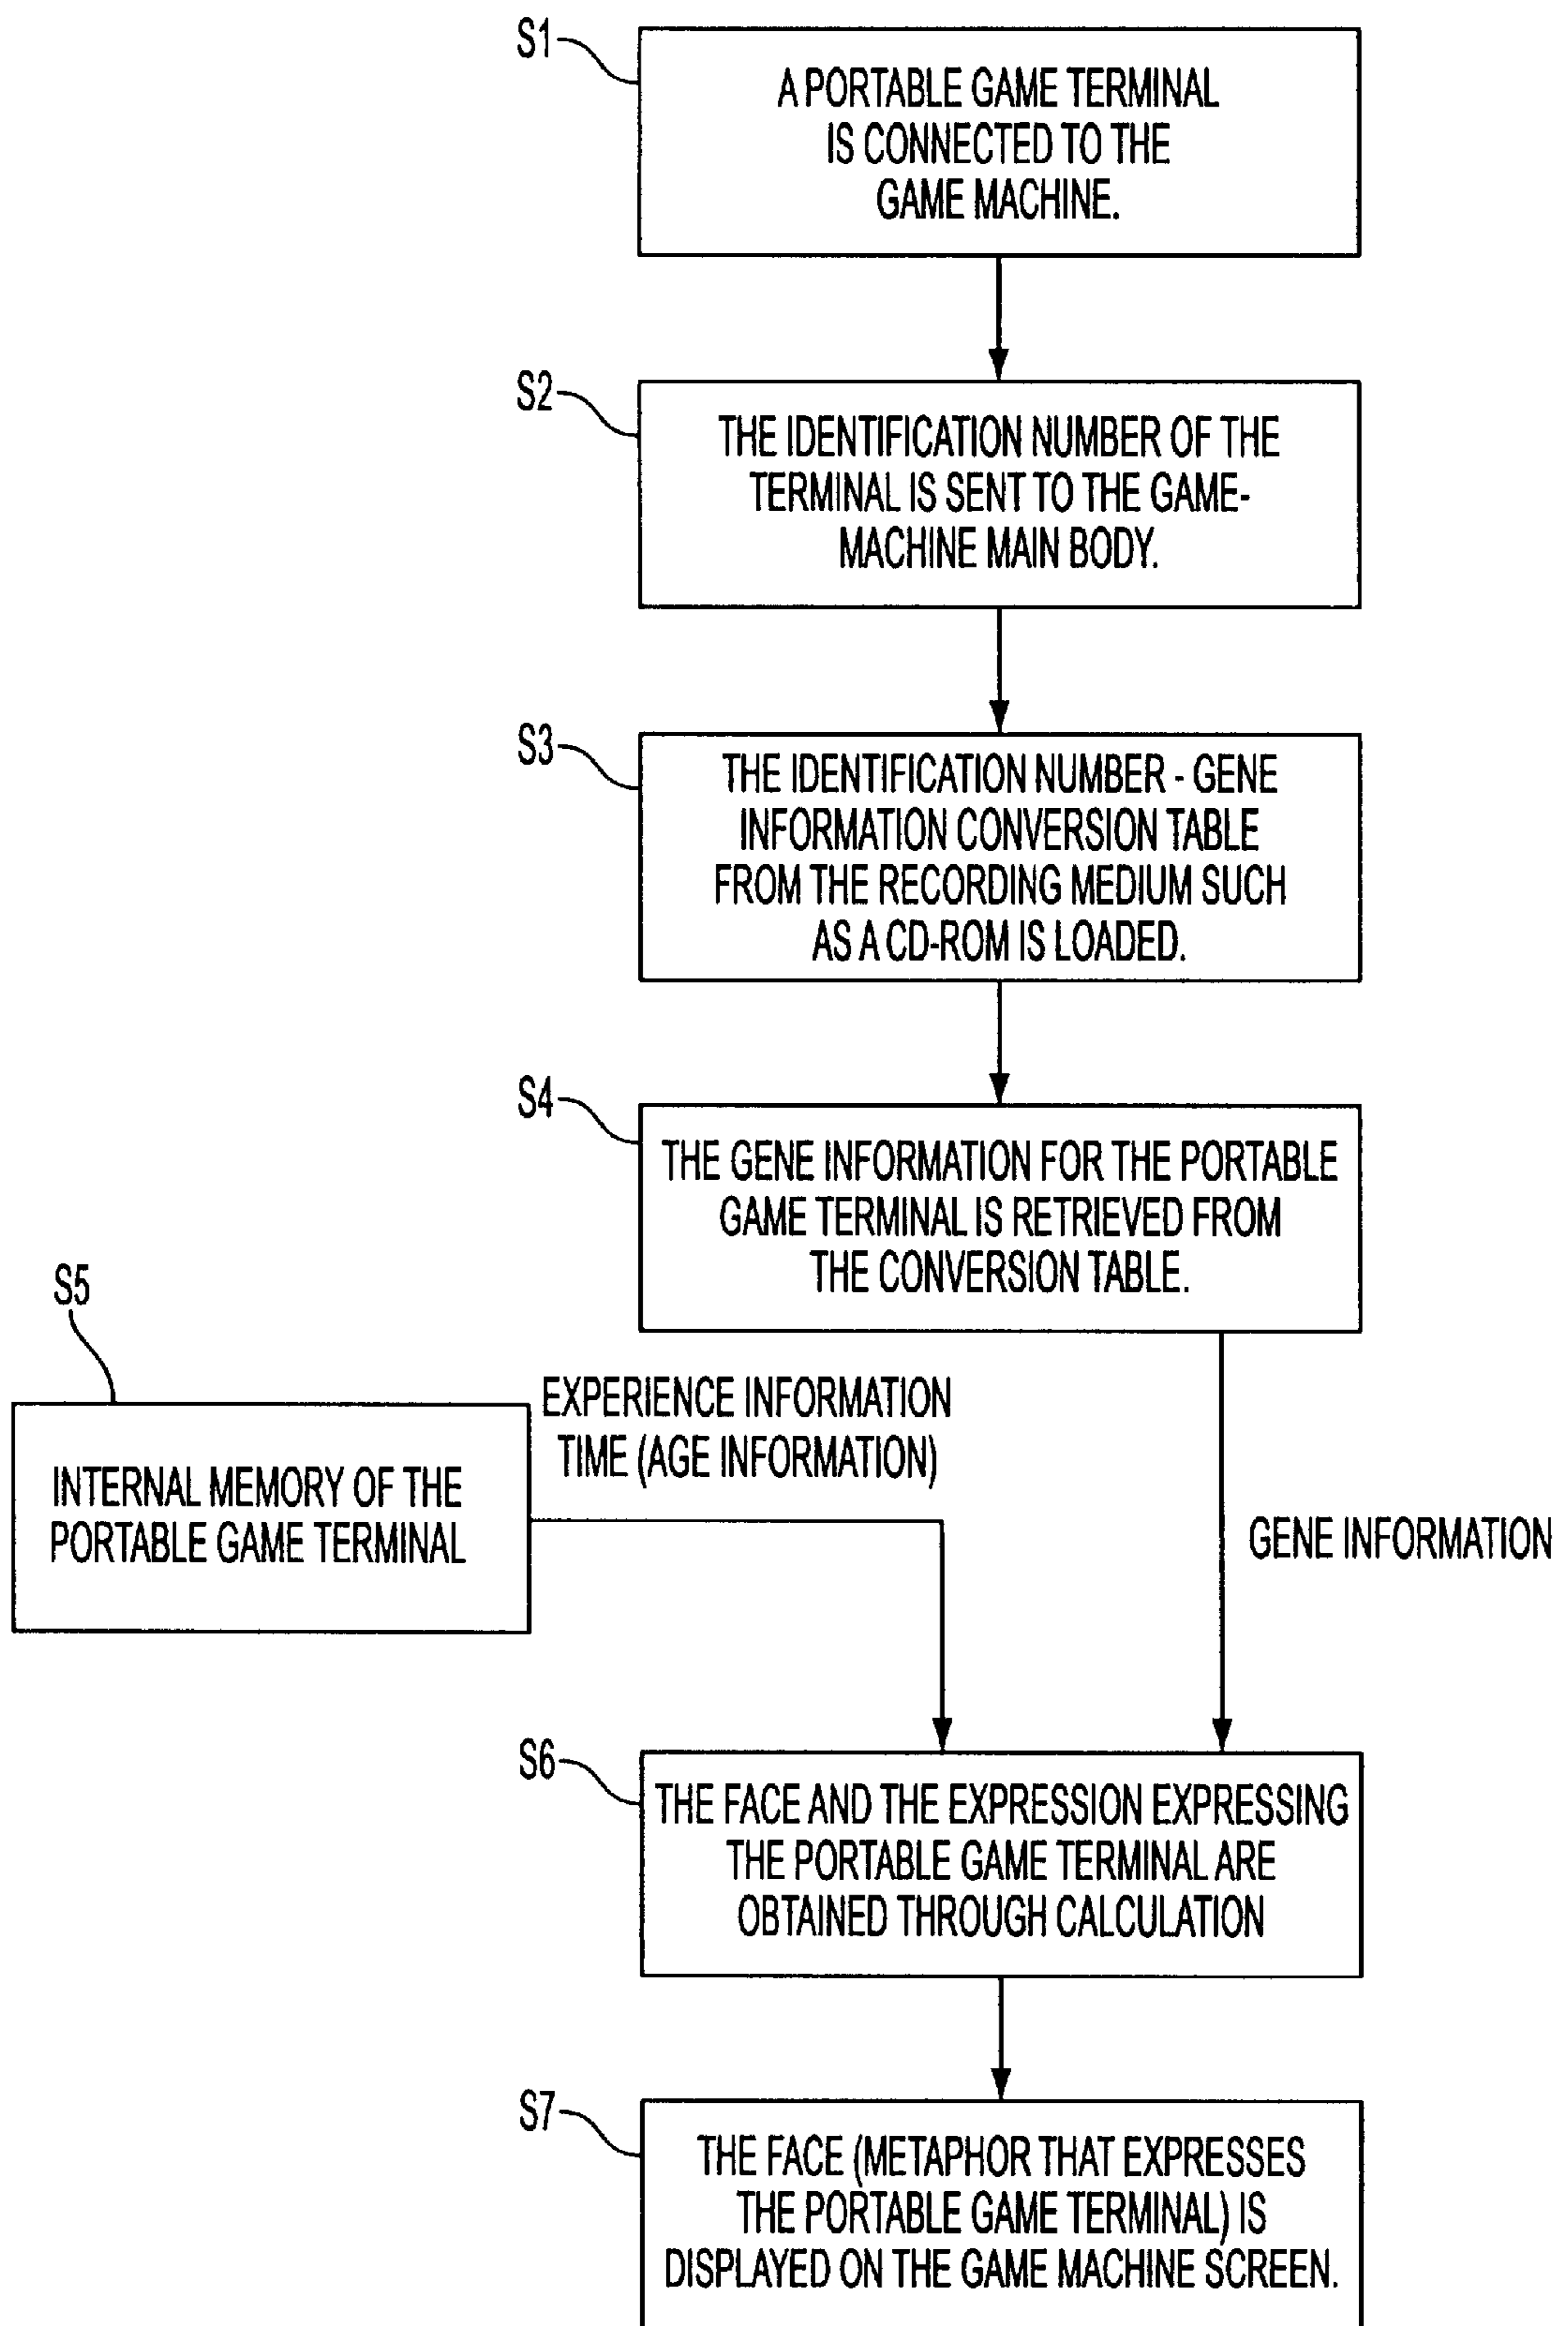 S1
A PORTABLE GAME TERMINAL
IS CONNECTED TO THE
GAME MACHINE.
S2
THE IDENTIFICATION NUMBER OF THE
TERMINAL IS SENT TO THE GAME-
MACHINE MAIN BODY.
S3
THE IDENTIFICATION NUMBER - GENE
INFORMATION CONVERSION TABLE
FROM THE RECORDING MEDIUM SUCH
AS A CD-ROM IS LOADED.
S4
THE GENE INFORMATION FOR THE PORTABLE
GAME TERMINAL IS RETRIEVED FROM
THE CONVERSION TABLE.
S5
INTERNAL MEMORY OF THE
PORTABLE GAME TERMINAL
EXPERIENCE INFORMATION
TIME (AGE INFORMATION)
GENE INFORMATION
S6
THE FACE AND THE EXPRESSION EXPRESSING
THE PORTABLE GAME TERMINAL ARE
OBTAINED THROUGH CALCULATION
S7
THE FACE (METAPHOR THAT EXPRESSES
THE PORTABLE GAME TERMINAL) IS
DISPLAYED ON THE GAME MACHINE SCREEN.